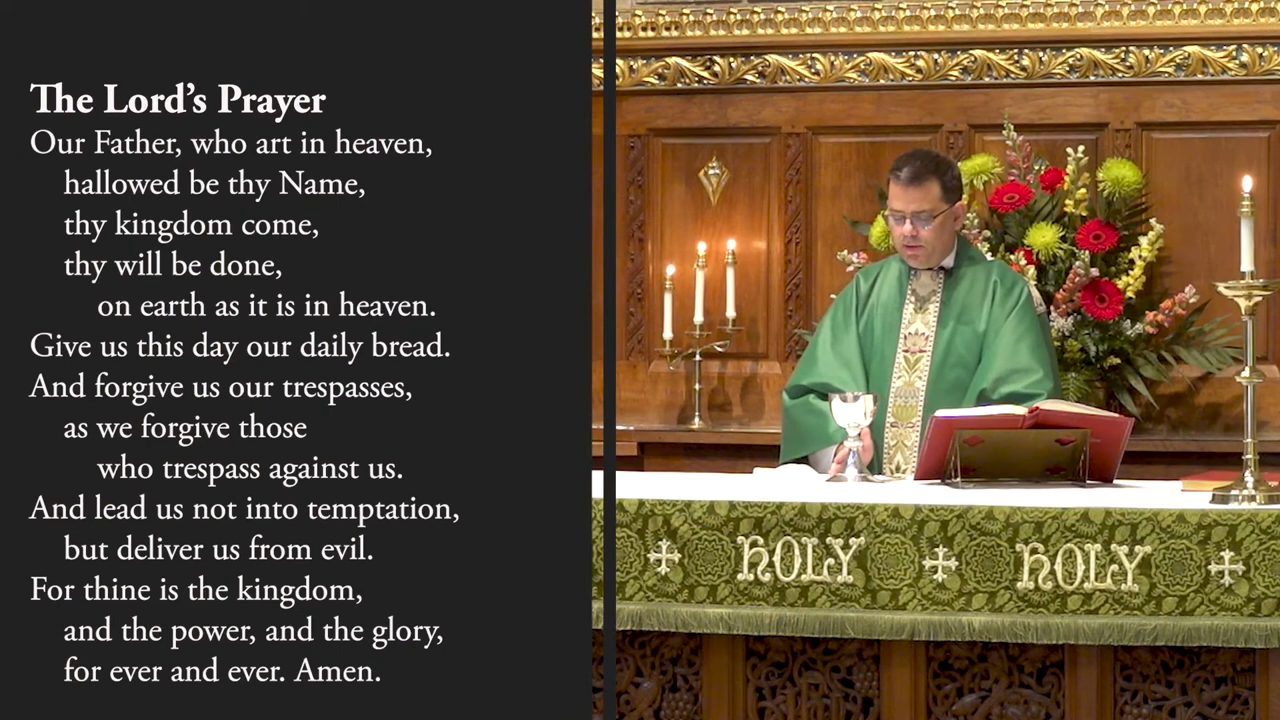 The Lord’s Prayer
Our Father, who art in heaven,
hallowed be thy Name,
thy kingdom come,
thy will be done,
on earth as it is in heaven.
Give us this day our daily bread.
And forgive us our trespasses,
as we forgive those
who trespass against us.
And lead us not into temptation,
but deliver us from evil.
For thine is the kingdom,
and the power, and the glory,
for ever and ever. Amen.
HOLY HOLY